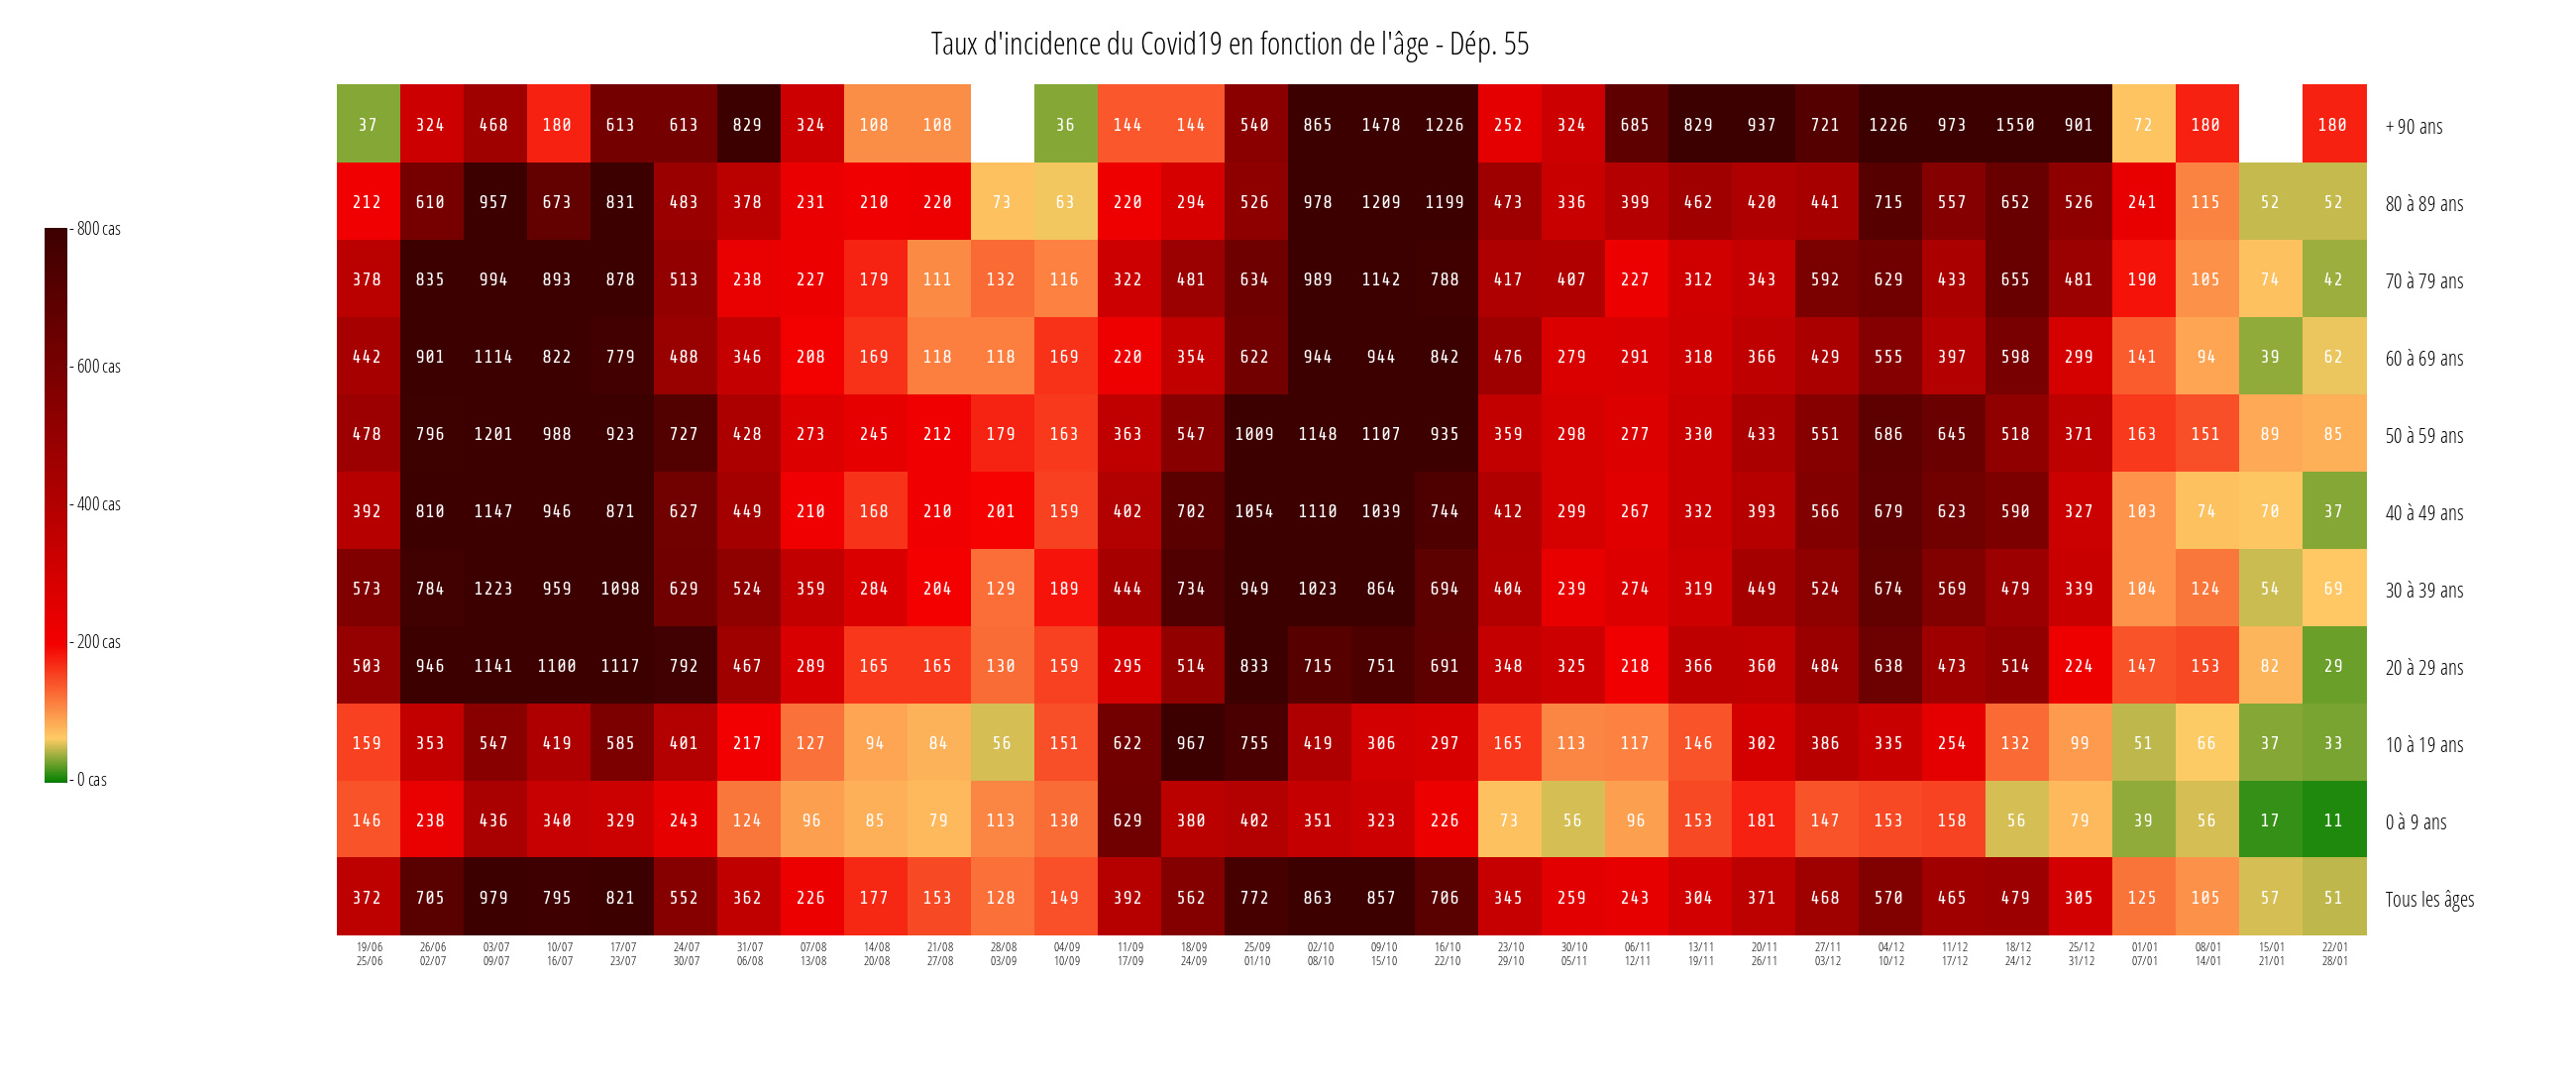 Taux d'incidence du Covid19 en fonction de l'âge - Dép. 55
37 324 468 180 613 613 829 324 108 108 36 144 144 540 865 1478 1226 252 324 685 829 937 721 1226 973 1550 901 72 180 180 + 90 ans
212 610 957 673 831 483 378 231 210 220 73 63 220 294 526 978 1209 1199 473 336 399 462 420 441 715 557 652 526 241 115 52 52 80 à 89 ans
- 800 cas
378 835 994 893 878 513 238 227 179 111 132 116 322 481 634 989 1142 788 417 407 227 312 343 592 629 433 655 481 190 105 74 42 70 à 79 ans
442 901 1114 822 779 488 346 208 169 118 118 169 220 354 622 944 944 842 476 279 291 318 366 429 555 397 598 299 141 94 39 62 60 à 69 ans
- 600 cas
478 796 1201 988 923 727 428 273 245 212 179 163 363 547 1009 1148 1107 935 359 298 277 330 433 551 686 645 518 371 163 151 89 85 50 à 59 ans
- 400 cas
392 810 1147 946 871 627 449 210 168 210 201 159 402 702 1054 1110 1039 744 412 299 267 332 393 566 679 623 590 327 103 74 70 37 40 à 49 ans
573 784 1223 959 1098 629 524 359 284 204 129 189 444 734 949 1023 864 694 404 239 274 319 449 524 674 569 479 339 104 124 54 69 30 à 39 ans
- 200 cas
503 946 1141 1100 1117 792 467 289 165 165 130 159 295 514 833 715 751 691 348 325 218 366 360 484 638 473 514 224 147 153 82 29 20 à 29 ans
159 353 547 419 585 401 217 127 94 84 56 151 622 967 755 419 306 297 165 113 117 146 302 386 335 254 132 99 51 66 37 33 10 à 19 ans
- 0 cas
146 238 436 340 329 243 124 96 85 79 113 130 629 380 402 351 323 226 73 56 96 153 181 147 153 158 56 79 39 56 17 11 0 à 9 ans
372 705 979 795 821 552 362 226 177 153 128 149 392 562 772 863 857 706 345 259 243 304 371 468 570 465 479 305 125 105 57 51 Tous les âges
19/06 26/06 03/07 10/07 17/07 24/07 31/07 07/08 14/08 21/08 28/08 04/09 11/09 18/09 25/09 02/10 09/10 16/10 23/10 30/10 06/11 13/11 20/11 27/11 04/12 11/12 18/12 25/12 01/01 08/01 15/01 22/01
25/06 02/07 09/07 16/07 23/07 30/07 06/08 13/08 20/08 27/08 03/09 10/09 17/09 24/09 01/10 08/10 15/10 22/10 29/10 05/11 12/11 19/11 26/11 03/12 10/12 17/12 24/12 31/12 07/01 14/01 21/01 28/01